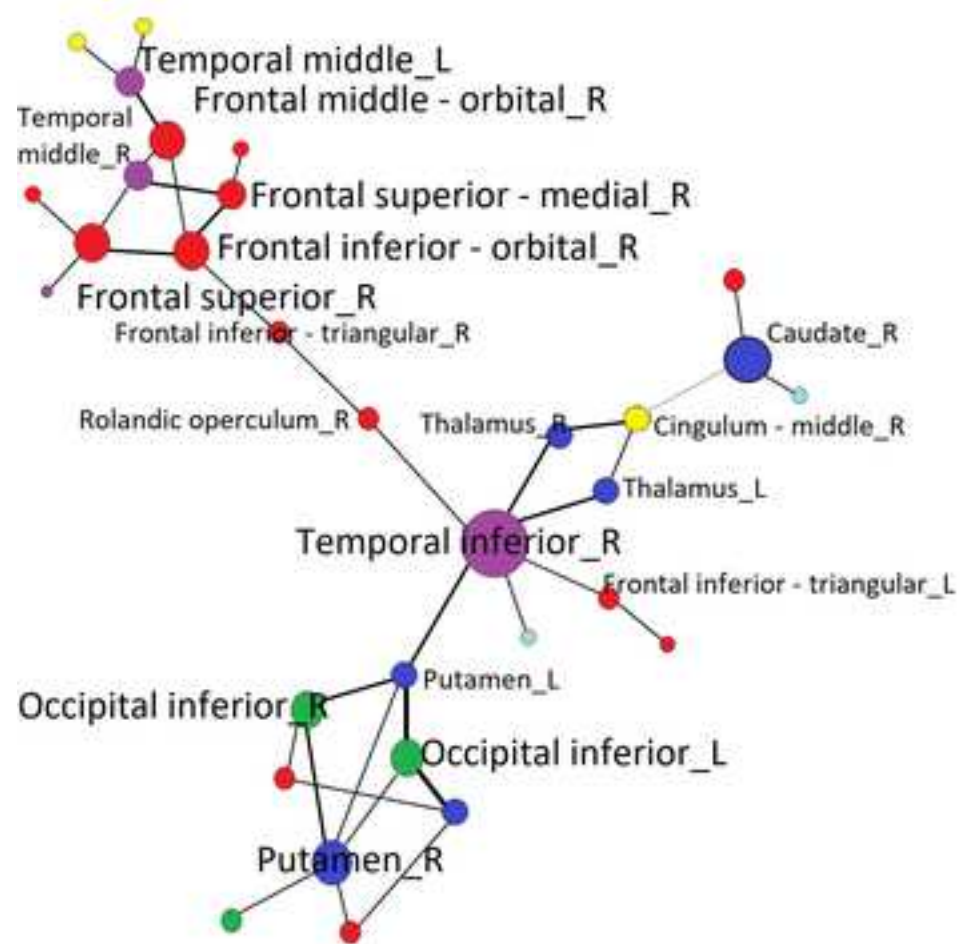 Temporal middle_L
Frontal middle - orbital_R
Temporal
middle_R
Frontal superior - medial_R
Frontal inferior - orbital_R
Frontal superior_R
Frontal inferior - triangular_R
Caudate_R
Rolandic operculum_R
Thalamus_R
Cingulum - middle_R
Thalamus_L
Temporal inferior_R
Frontal inferior - triangular_L
Putamen_L
Occipital inferior_R
Occipital inferior_L
Putamen_R